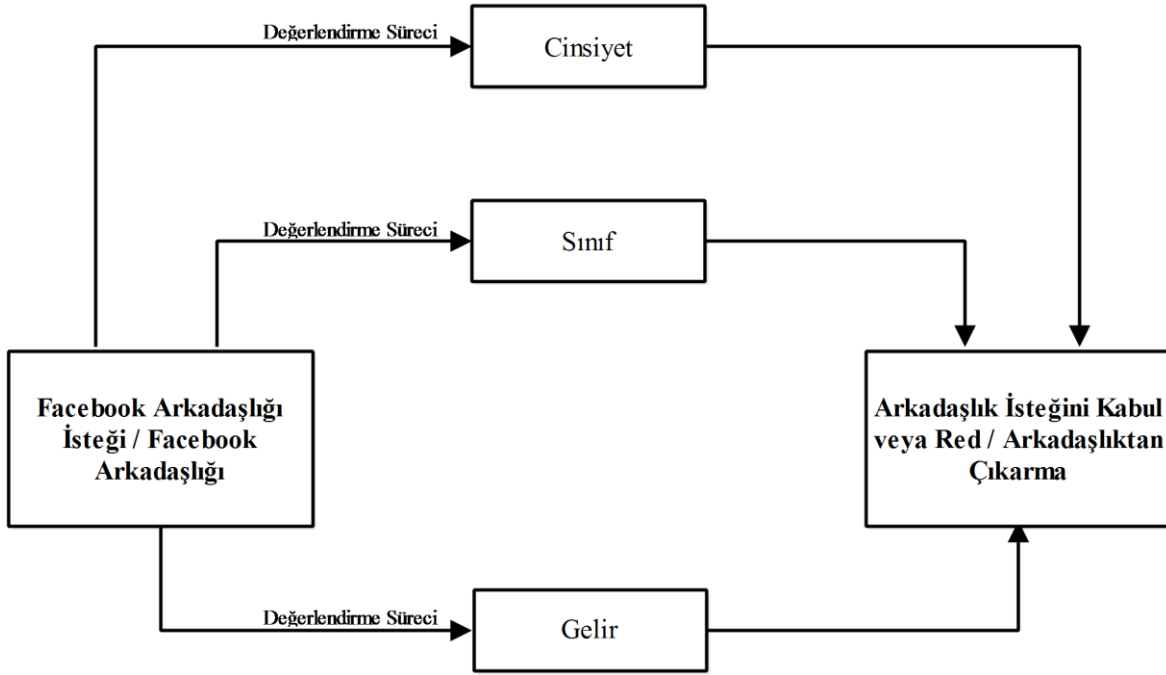 Değerlendirme Süreci
Cinsiyet
Değerlendirme Süreci
Sınıf
Facebook Arkadaşlığı
İsteği / Facebook
Arkadaşlığı
Arkadaşlık İsteğini Kabul
veya Red / Arkadaşlıktan
Çıkarma
Değerlendirme Süreci
Gelir